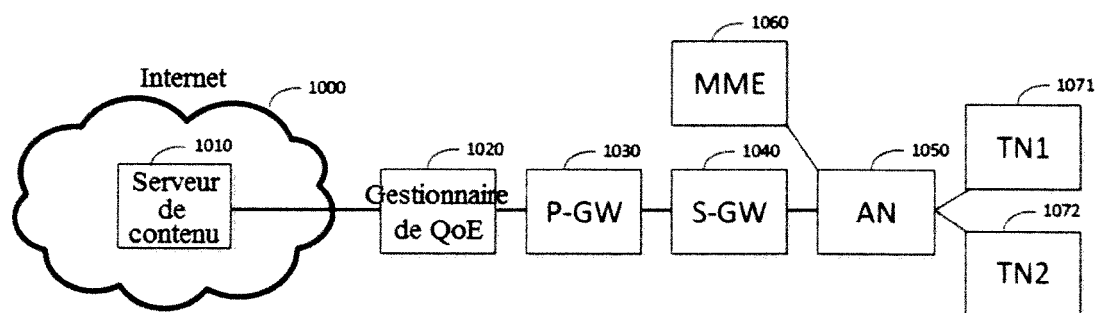 Internet
1000
1010
Serveur
de
contenu
1020
Gestionnaire
de QoE
1030
P-GW
1040
S-GW
1060
MME
1050
AN
1071
TN1
1072
TN2